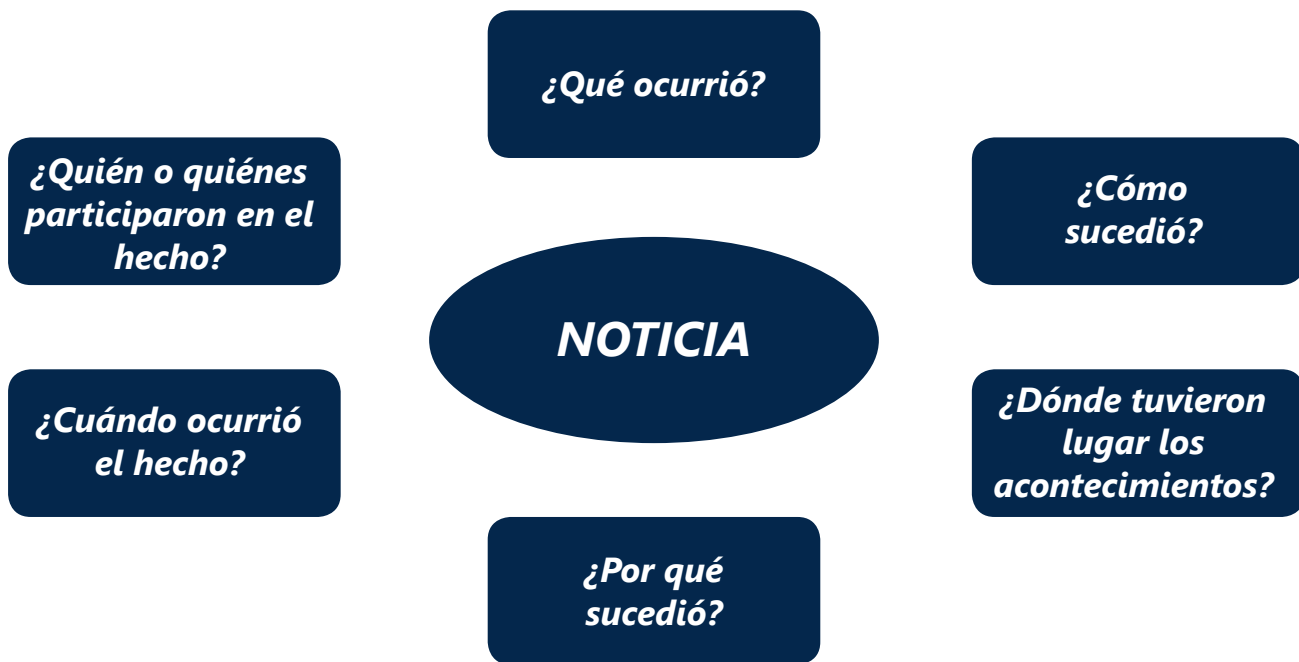 ¿Qué ocurrió?
¿Quién o quiénes
participaron en el
hecho?
¿Cómo
sucedió?
NOTICIA
¿Cuándo ocurrió
el hecho?
¿Dónde tuvieron
lugar los
acontecimientos?
¿Por qué
sucedió?